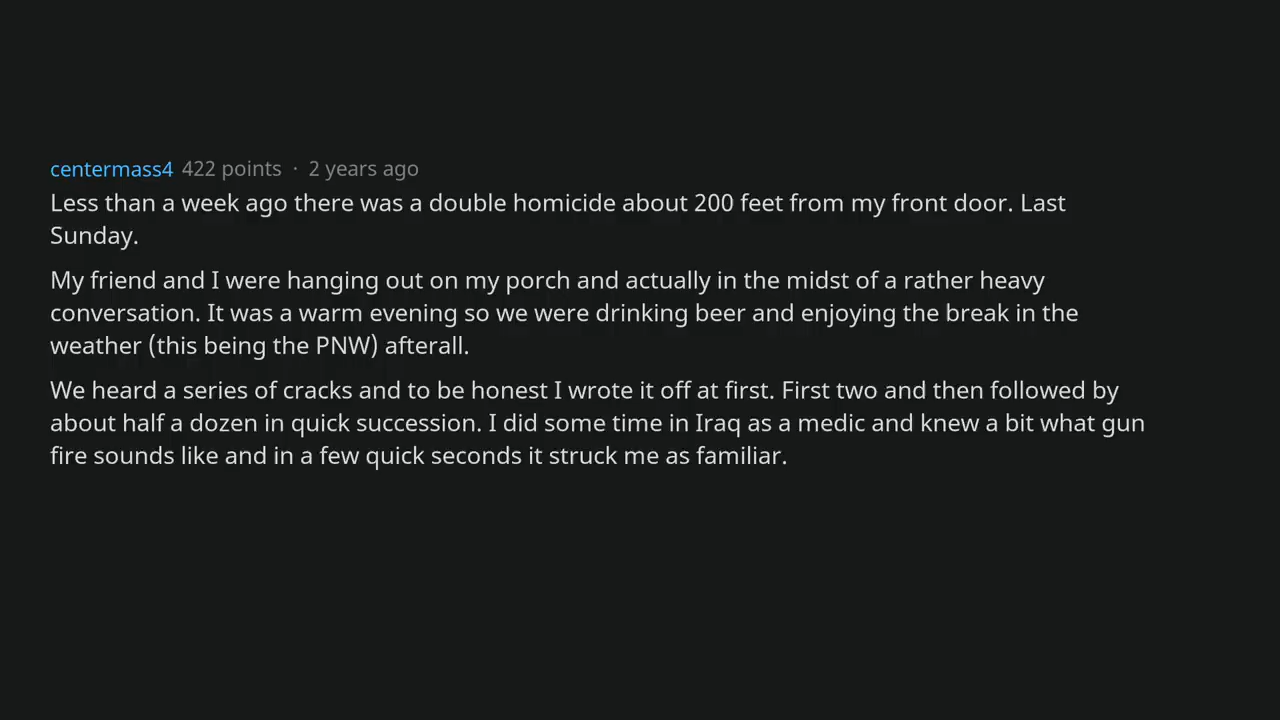 centermass4 422 points · 2 years ago
Less than a week ago there was a double homicide about 200 feet from my front door. Last
Sunday.
My friend and I were hanging out on my porch and actually in the midst of a rather heavy
conversation. It was a warm evening so we were drinking beer and enjoying the break in the
weather (this being the PNW) afterall.
We heard a series of cracks and to be honest I wrote it off at first. First two and then followed by
about half a dozen in quick succession. I did some time in Iraq as a medic and knew a bit what gun
fire sounds like and in a few quick seconds it struck me as familiar.